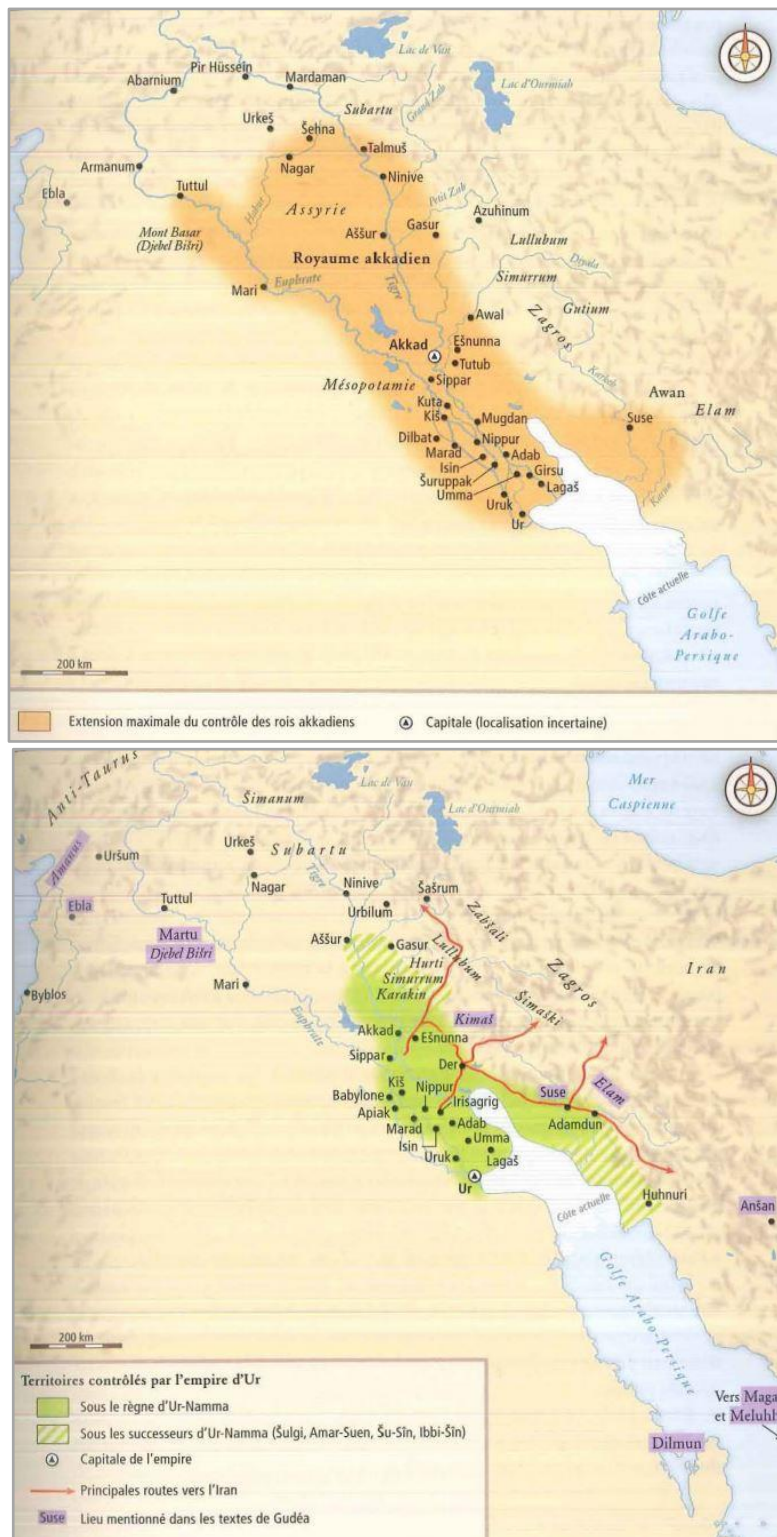 Lac de Van
Pir Hüssein
Mardaman
Abarnium
Lac d'Ourmiah
Subartu
Grand Zab
Urkeš
Šehna
Talmuš
Armanum
Nagar
Ninive
Ebla
Tuttul
Habur
Petit Zab
Assyrie
Azuhinum
Mont Basar
(Djebel Bišri)
Aššur
Gasur
Lullubum
Royaume akkadien
Diyala
Simurrum
Mari
Euphrate
Tigre
Gutium
Zagros
Awal
Akkad
Ešnunna
Tutub
Mésopotamie
Sippar
Kerkeh
Awan
Kuta
Kiš
Mugdan
Suse
Elam
Dilbat
Nippur
Marad
Adab
Isin
Girsu
Šuruppak
Lagaš
Umma
Karun
Uruk
Ur
Côte actuelle
Golfe
Arabo-
Persique
200 km
Extension maximale du contrôle des rois akkadiens
Capitale (localisation incertaine)
Anti-Taurus
Lac de Van
Mer
Caspienne
Šimanum
Lac d'Ourmiah
Amanus
Uršum
Urkeš
Subartu
Tigre
Nagar
Ninive
Šašrum
Ebla
Tuttul
Urbilum
Zabšali
Martu
Djebel Bišri
Aššur
Gasur
Lullubum
Hurti
Simurrum
Karakin
Zagros
Iran
Byblos
Mari
Šimaški
Euphrate
Kimaš
Akkad
Ešnunna
Sippar
Der
Kiš
Nippur
Suse
Elam
Babylone
Irisagrig
Apiak
Adamdun
Marad
Adab
Isin
Umma
Uruk
Lagaš
Ur
Huhnuri
Côte actuelle
Anšan
Golfe Arabo-Persique
200 km
Territoires contrôlés par l'empire d'Ur
Sous le règne d'Ur-Namma
Sous les successeurs d'Ur-Namma (Šulgi, Amar-Suen, Šu-Sîn, Ibbi-Šîn)
Capitale de l'empire
Principales routes vers l'Iran
Suse
Lieu mentionné dans les textes de Gudéa
Vers Maga
et Meluhh
Dilmun